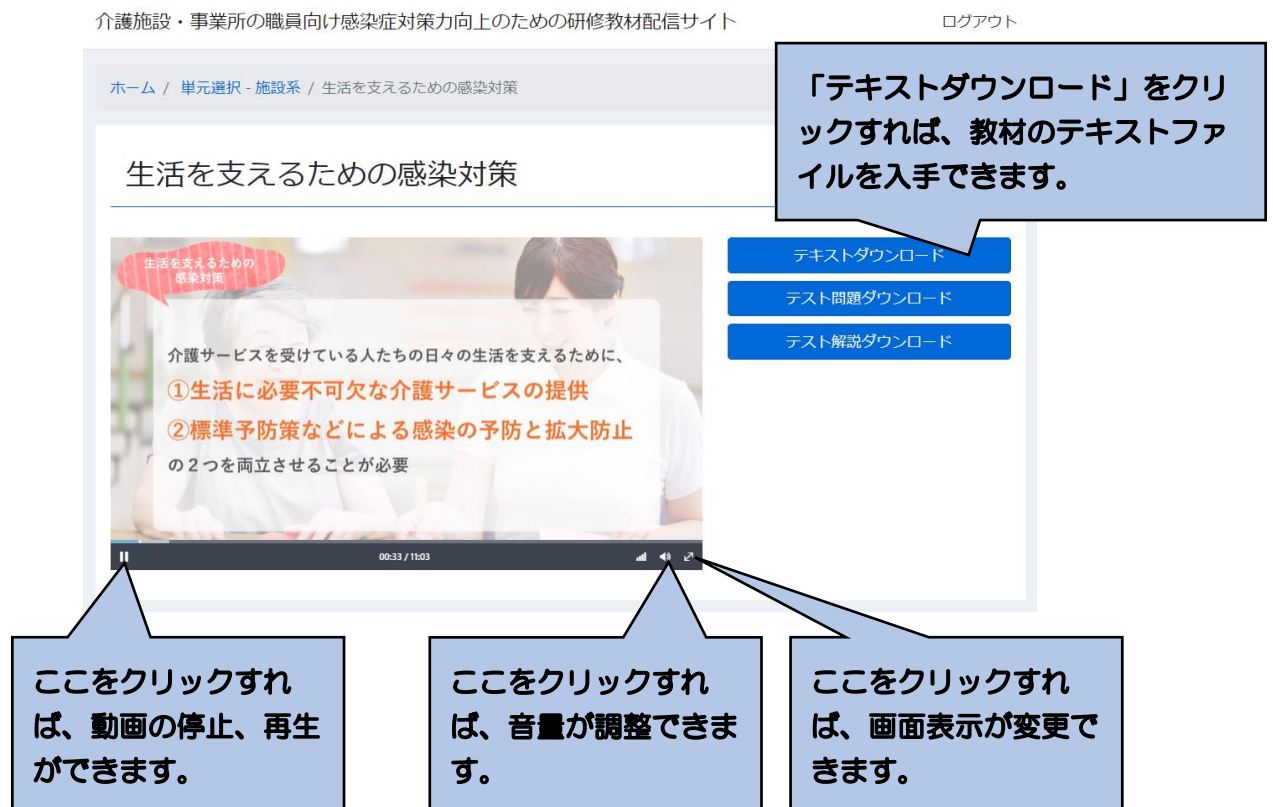 介護施設・事業所の職員向け感染症対策力向上のための研修教材配信サイト
ログアウト
ホーム / 単元選択 - 施設系 / 生活を支えるための感染対策
「テキストダウンロード」をクリ
ックすれば、教材のテキストファ
イルを入手できます。
生活を支えるための感染対策
生活を支えるための
感染対策
介護サービスを受けている人たちの日々の生活を支えるために、
①生活に必要不可欠な介護サービスの提供
②標準予防策などによる感染の予防と拡大防止
の２つを両立させることが必要
00:33 / 11:03
テキストダウンロード
テスト問題ダウンロード
テスト解説ダウンロード
ここをクリックすれ
ば、動画の停止、再生
ができます。
ここをクリックすれ
ば、音量が調整できま
す。
ここをクリックすれ
ば、画面表示が変更で
きます。